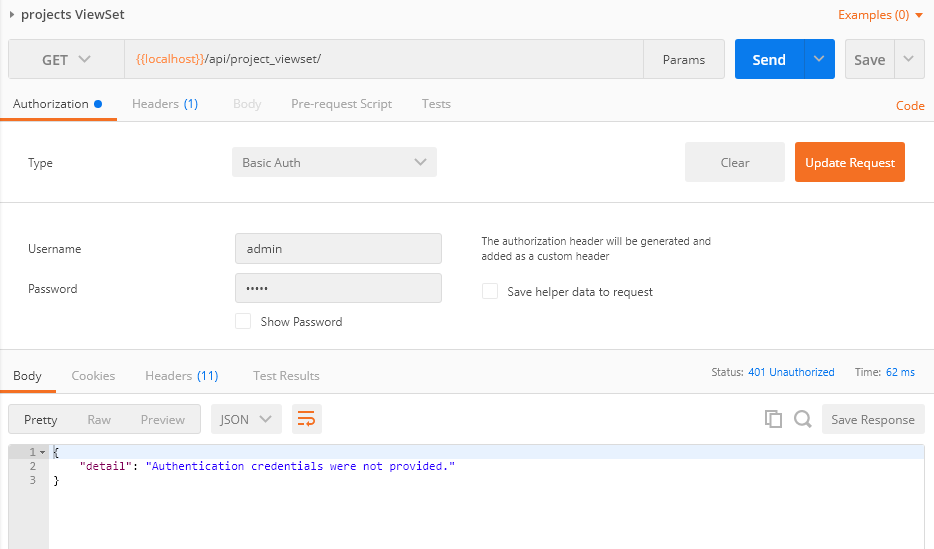 projects ViewSet
Examples (0)
GET
{{localhost}}/api/project_viewset/
Params
Send
Save
Authorization
Headers (1)
Body
Pre-request Script
Tests
Code
Type
Basic Auth
Clear
Update Request
Username
admin
The authorization header will be generated and
added as a custom header
Password
•••••
Save helper data to request
Show Password
Body
Cookies
Headers (11)
Test Results
Status: 401 Unauthorized
Time: 62 ms
Pretty
Raw
Preview
JSON
Save Response
1 {
2 "detail": "Authentication credentials were not provided."
3 }